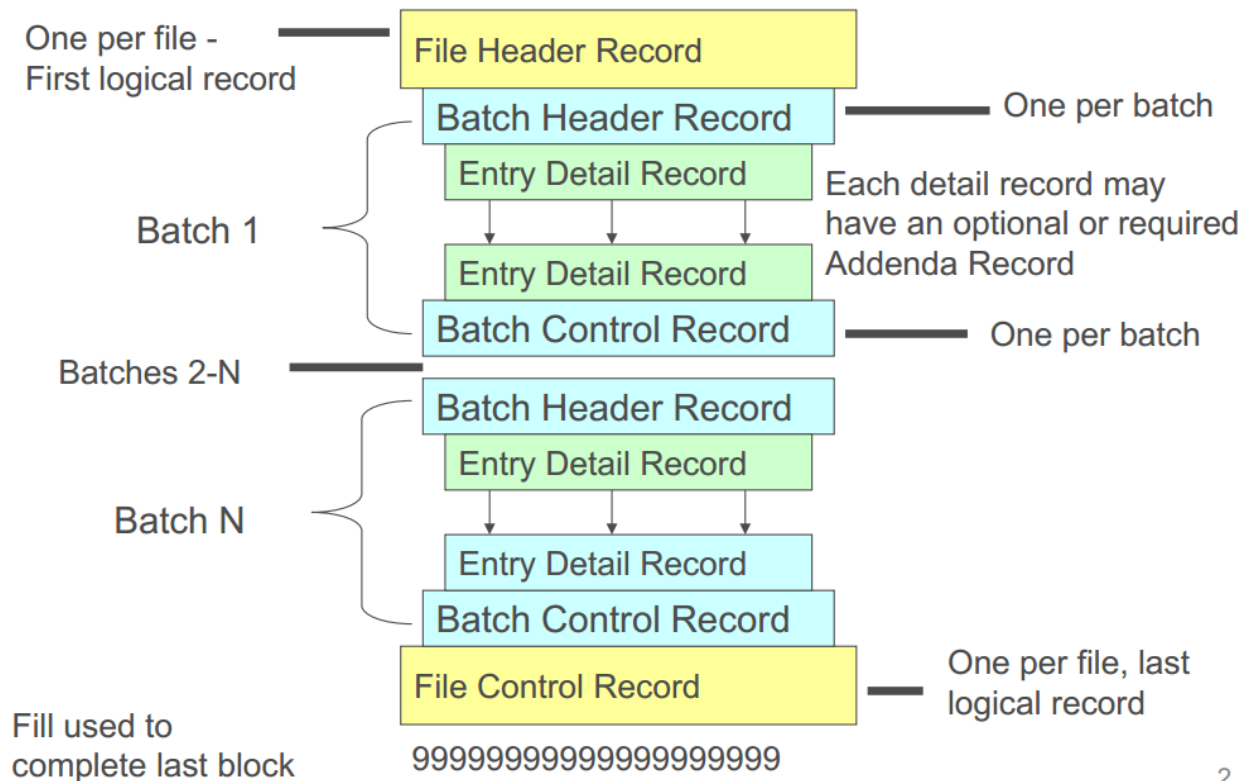 One per file -
First logical record
File Header Record
Batch Header Record
One per batch
Entry Detail Record
Each detail record may
have an optional or required
Addenda Record
Batch 1
Entry Detail Record
Batch Control Record
One per batch
Batches 2-N
Batch Header Record
Entry Detail Record
Batch N
Entry Detail Record
Batch Control Record
File Control Record
One per file, last
logical record
Fill used to
complete last block
99999999999999999999
2